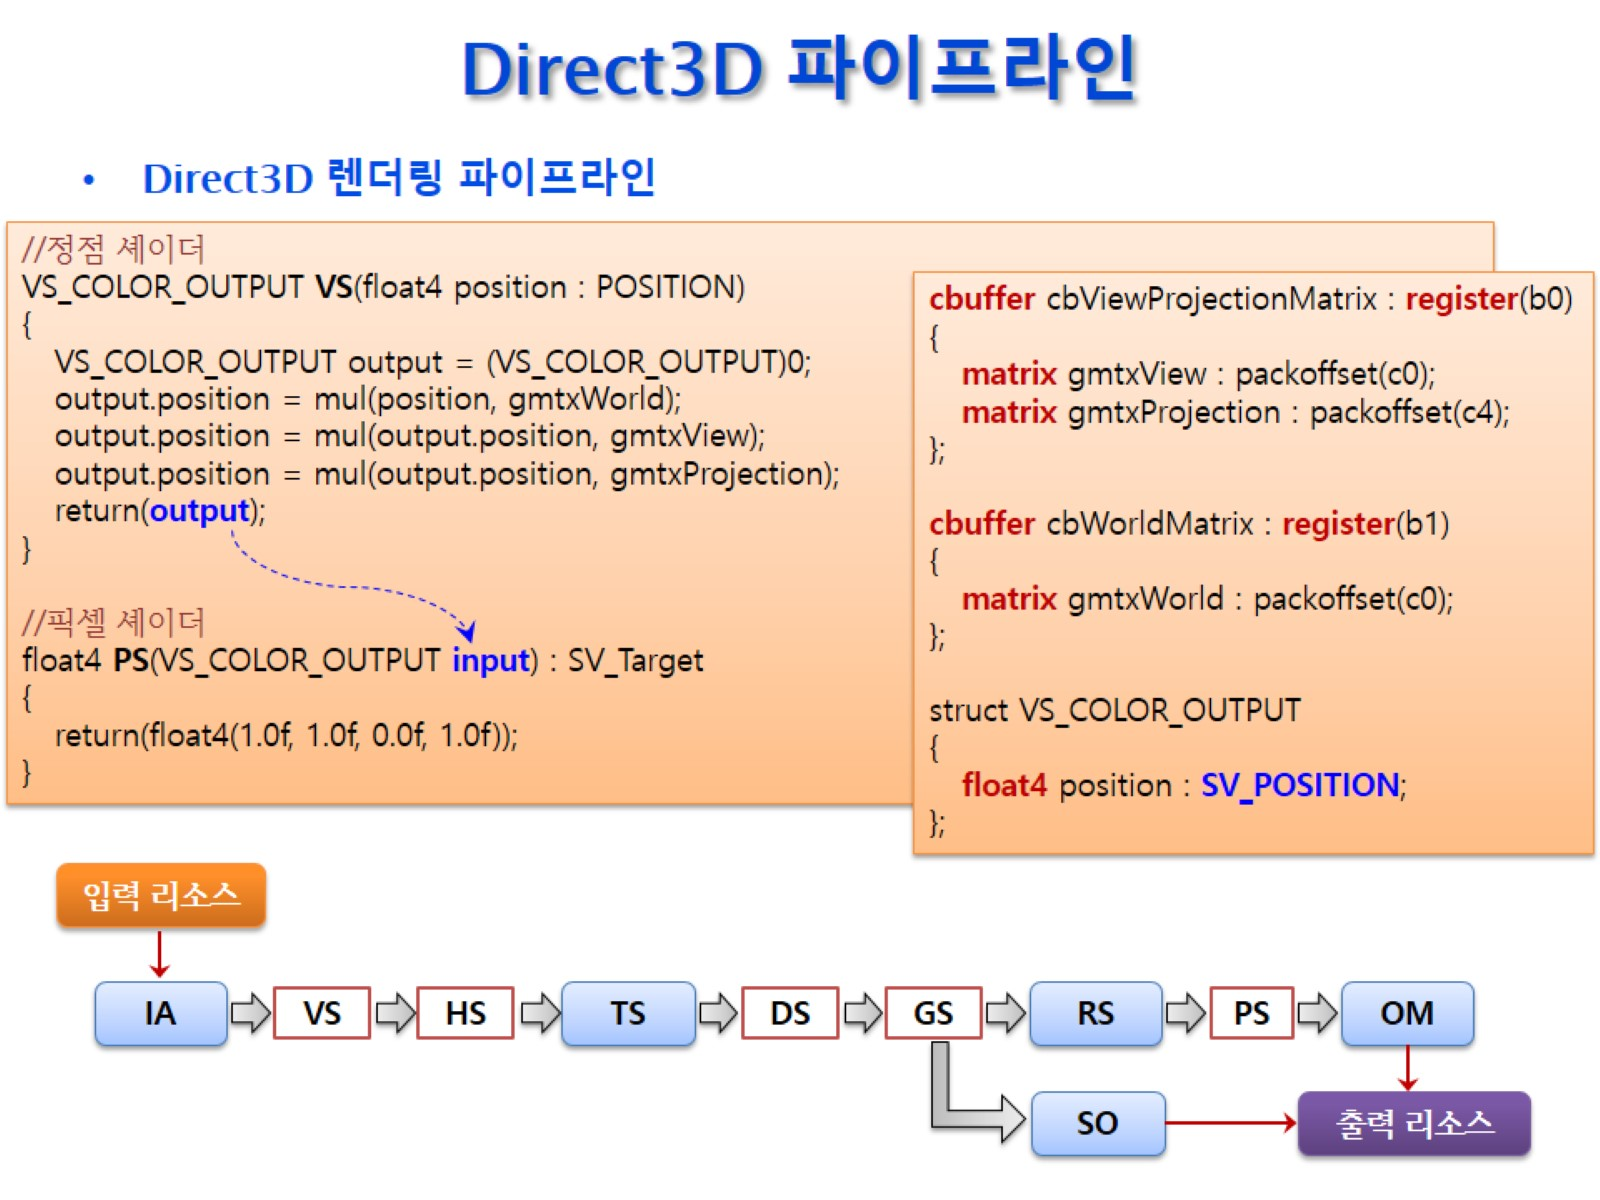 Direct3D 파이프라인
• Direct3D 렌더링 파이프라인
//정점 셰이더
VS_COLOR_OUTPUT VS(float4 position : POSITION)
{
VS_COLOR_OUTPUT output = (VS_COLOR_OUTPUT)0;
output.position = mul(position, gmtxWorld);
output.position = mul(output.position, gmtxView);
output.position = mul(output.position, gmtxProjection);
return(output);
}
//픽셀 셰이더
float4 PS(VS_COLOR_OUTPUT input) : SV_Target
{
return(float4(1.0f, 1.0f, 0.0f, 1.0f));
}
cbuffer cbViewProjectionMatrix : register(b0)
{
matrix gmtxView : packoffset(c0);
matrix gmtxProjection : packoffset(c4);
};
cbuffer cbWorldMatrix : register(b1)
{
matrix gmtxWorld : packoffset(c0);
};
struct VS_COLOR_OUTPUT
{
float4 position : SV_POSITION;
};
입력 리소스
IA VS HS TS DS GS RS PS OM
SO 출력 리소스